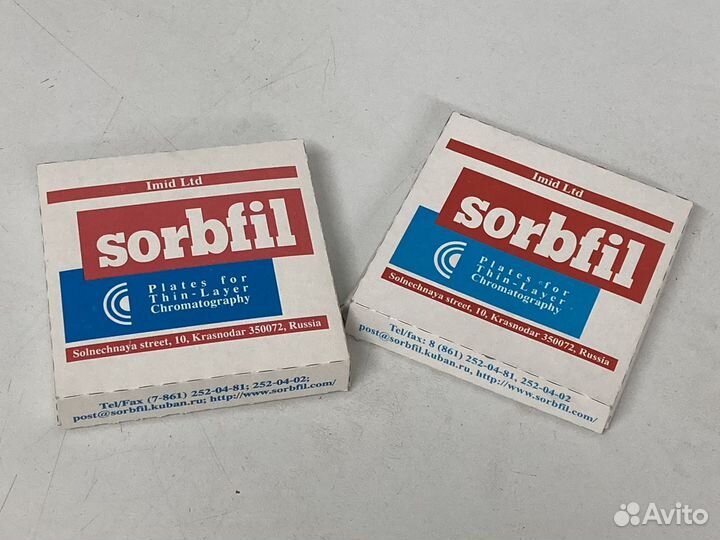 Imid Ltd
sorbfil
Plates for
Thin-Layer
Chromatography
Solnechnaya street, 10, Krasnodar 350072, Russia
Tel/Fax (7-861) 252-04-81; 252-04-02;
post@sorbfil.kuban.ru; http://www.sorbfil.com/
Imid Ltd
sorbfil
Plates for
Thin-Layer
Chromatography
Solnechnaya street, 10, Krasnodar 350072, Russia
Tel/fax: 8 (861) 252-04-81, 252-04-02
post@sorbfil.kuban.ru, http://www.sorbfil.com/
Avito